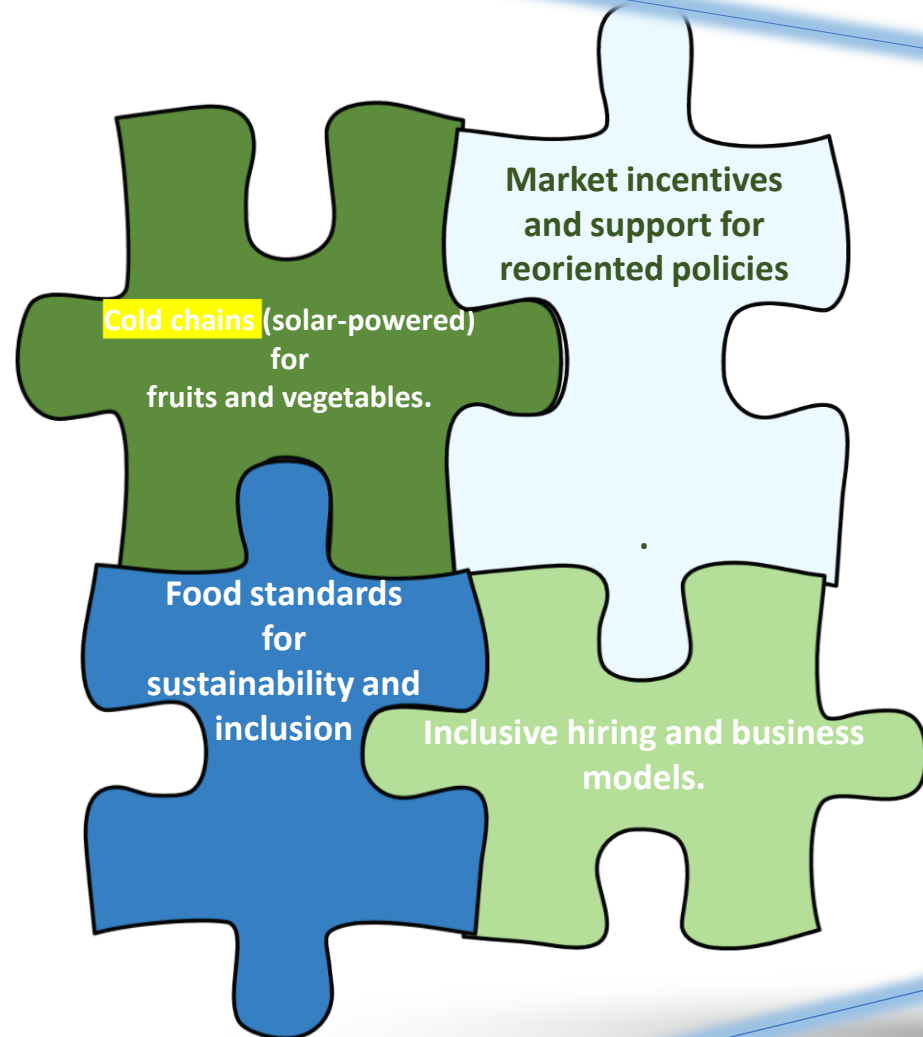 Market incentives
and support for
reoriented policies
Cold chains (solar-powered)
for
fruits and vegetables.
.
Food standards
for
sustainability and
inclusion
Inclusive hiring and business
models.